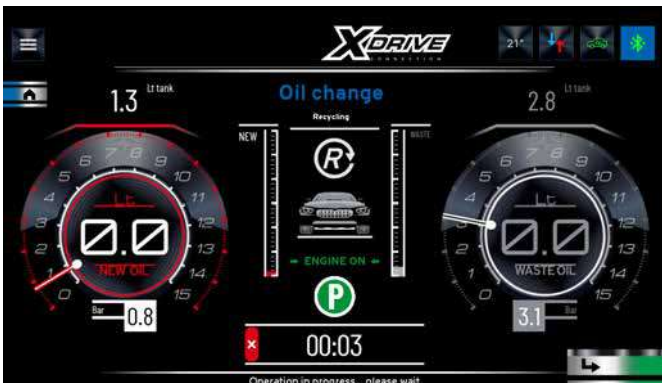 XDRIVE
CONNECTION
21°
1.3 Lt tank
Oil change
2.8 Lt tank
Recycling
NEW
WASTE
R
0 1 2 3 4 5 6 7 8 9 10 11 12 13 14 15
Lt
0.0
NEW OIL
Bar 0.8
ENGINE ON
P
0 1 2 3 4 5 6 7 8 9 10 11 12 13 14 15
Lt
0.0
WASTE OIL
3.1 Bar
× 00:03
Operation in progress... please wait